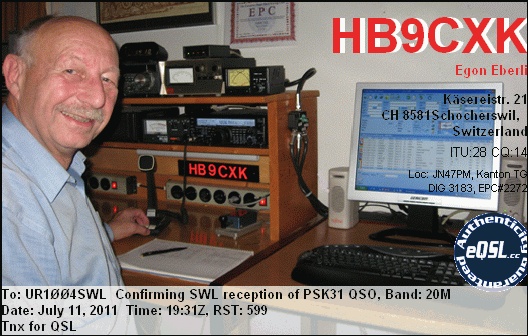 EPC
HB9CXK
Egon Eberli
Käsereistr. 21
CH 8581Schocherswil,
Switzerland
ITU:28 CQ:14
Loc: JN47PM, Kanton TG
DIG 3183, EPC#2272
HB9CXK
Authenticity Guaranteed
eQSL.cc
To: UR1ØØ4SWL Confirming SWL reception of PSK31 QSO, Band: 20M
Date: July 11, 2011 Time: 19:31Z, RST: 599
Tnx for QSL